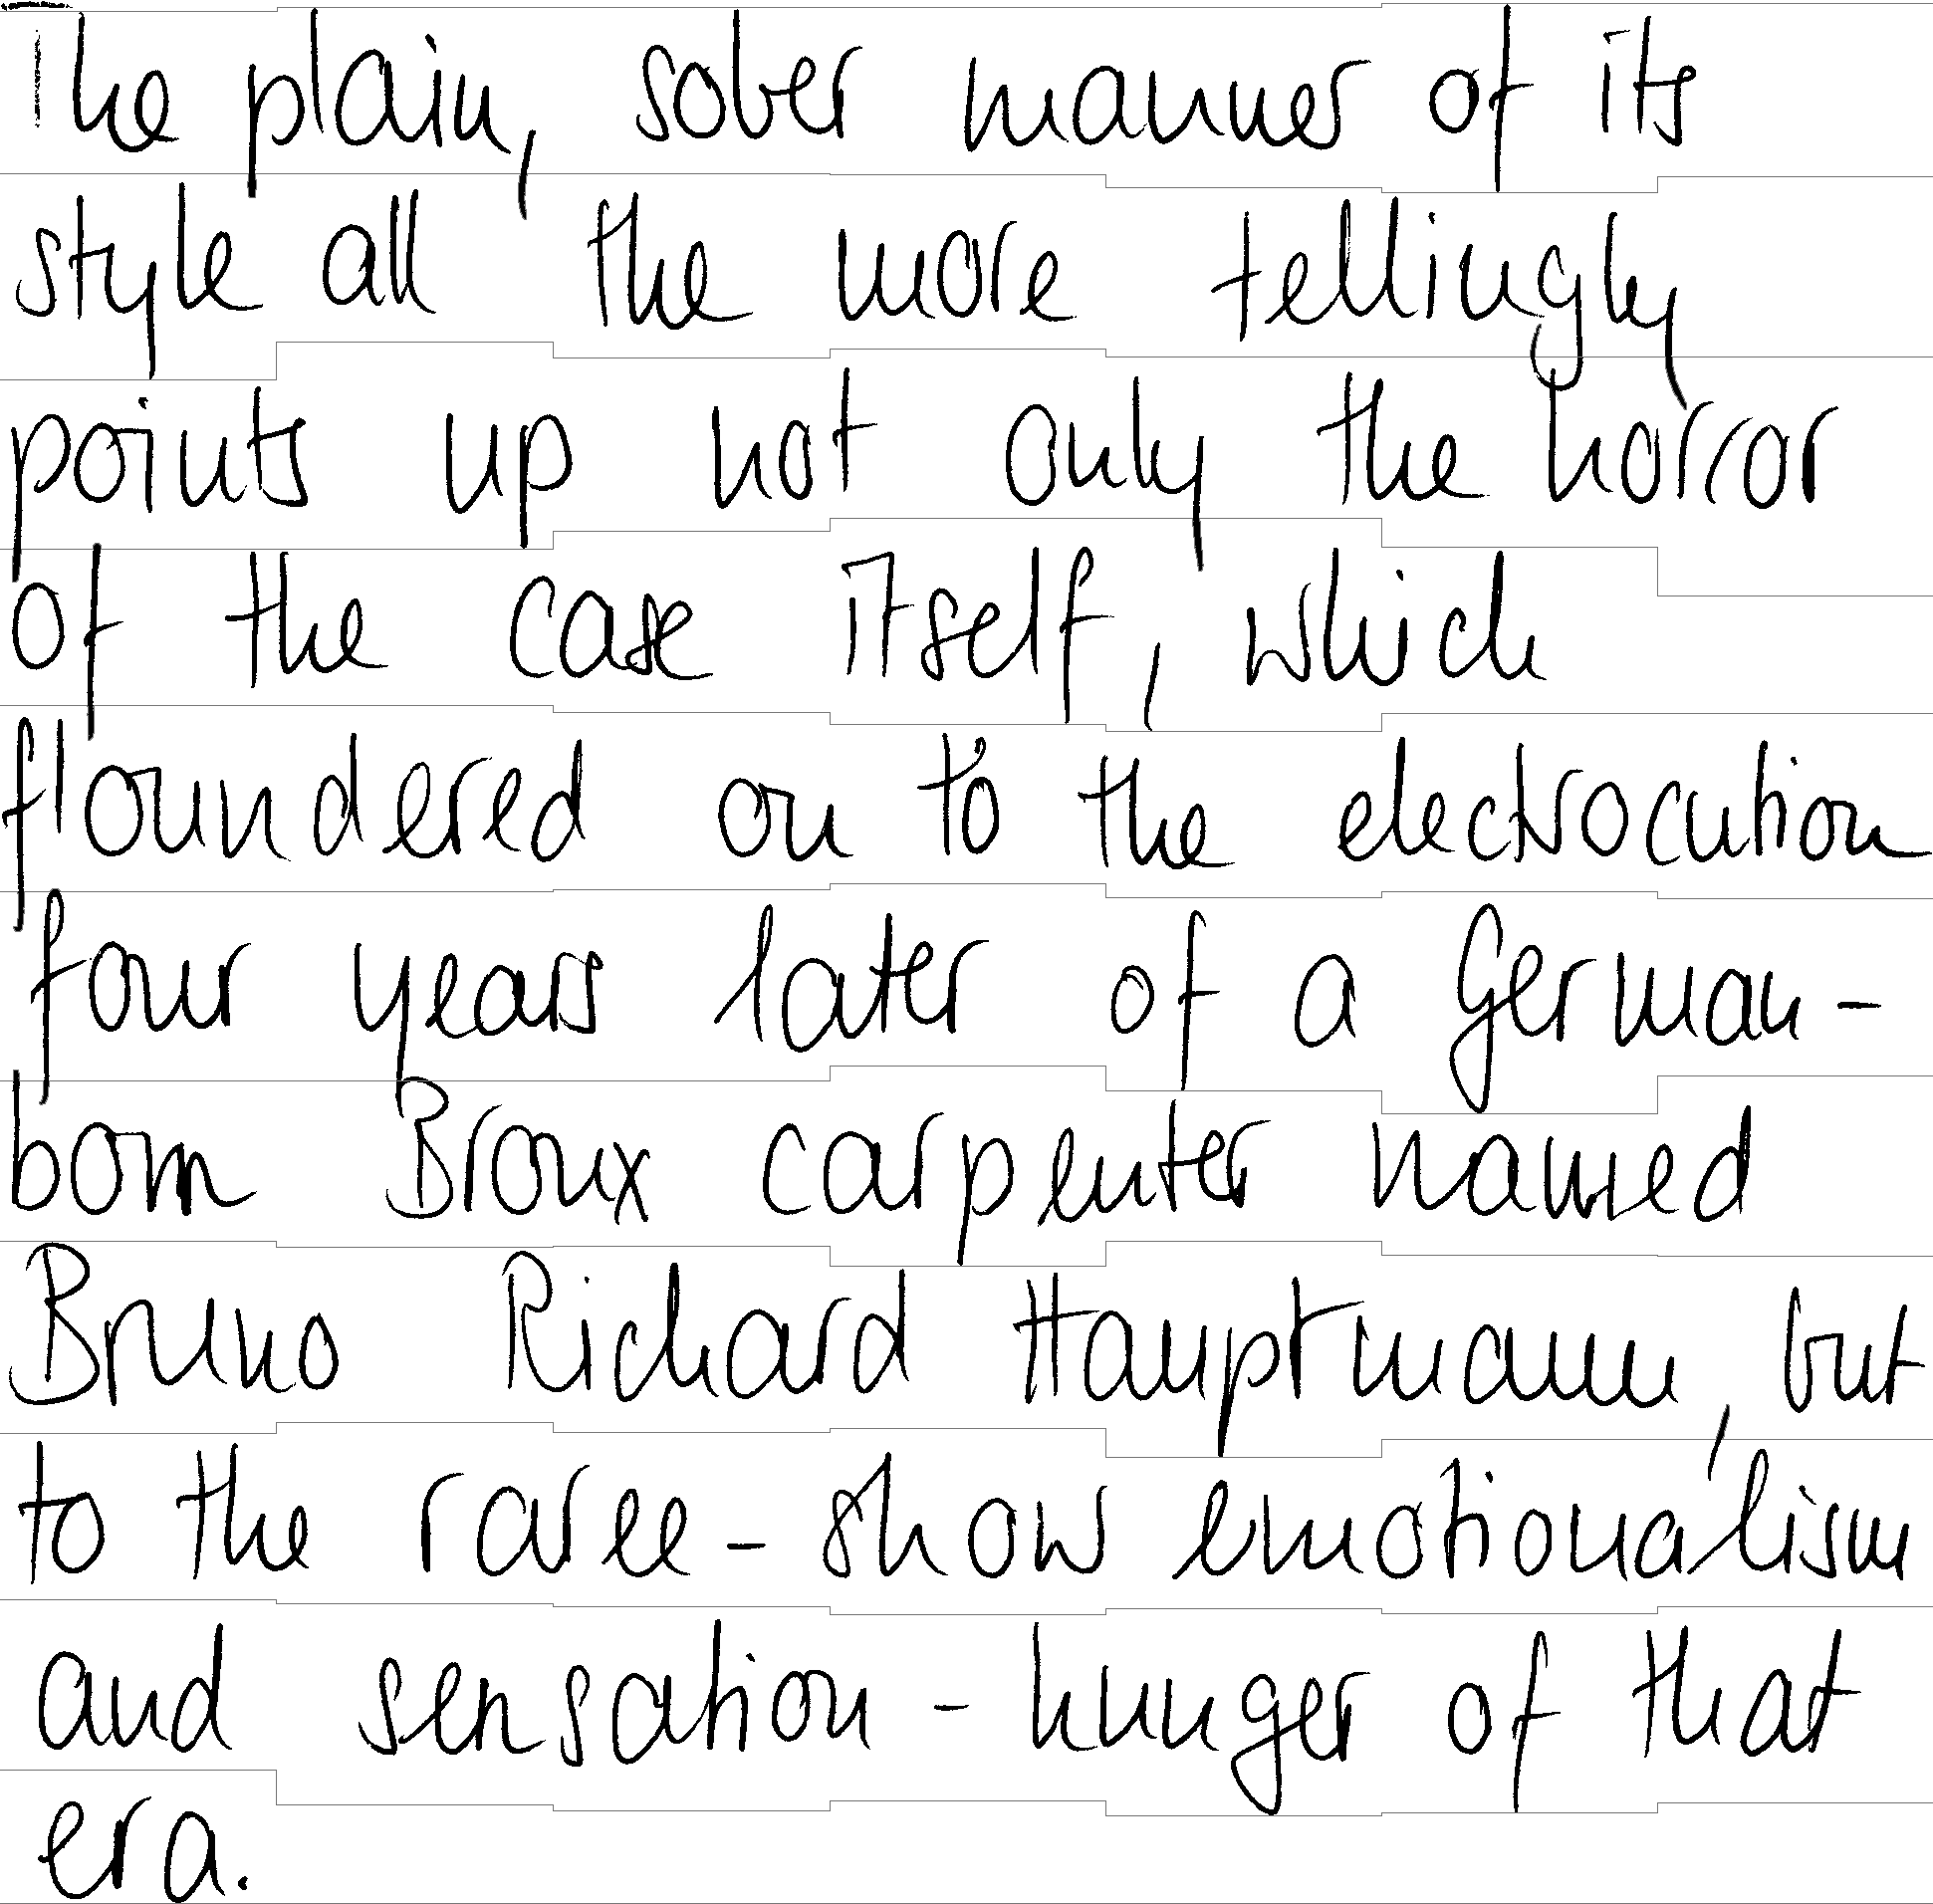 The plain, sober manner of its
style all the more tellingly
points up not only the horror
of the case itself, which
floundered on to the electrocution
four years later of a German-
born Bronx carpenter named
Bruno Richard Hauptmann, but
to the raree-show emotionalism
and sensation-hunger of that
era.